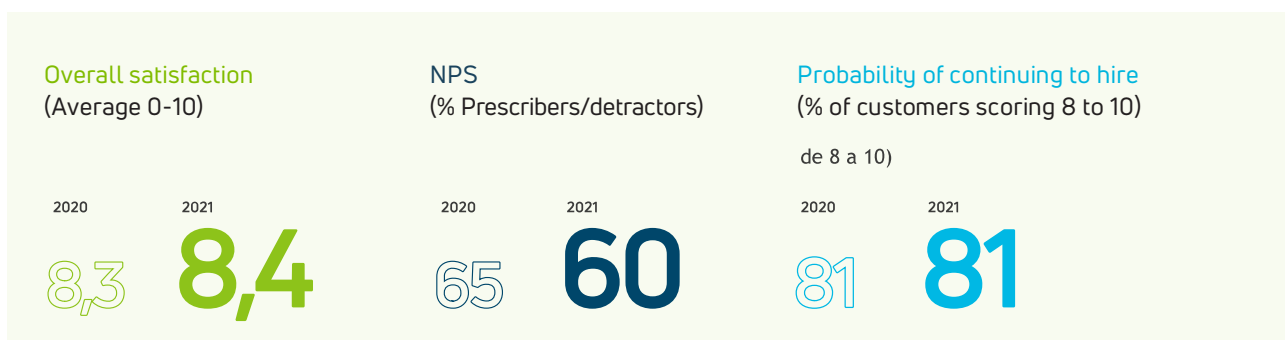 Overall satisfaction
(Average 0-10)
2020 2021
8,3 8,4
NPS
(% Prescribers/detractors)
2020 2021
65 60
Probability of continuing to hire
(% of customers scoring 8 to 10)
de 8 a 10)
2020 2021
81 81